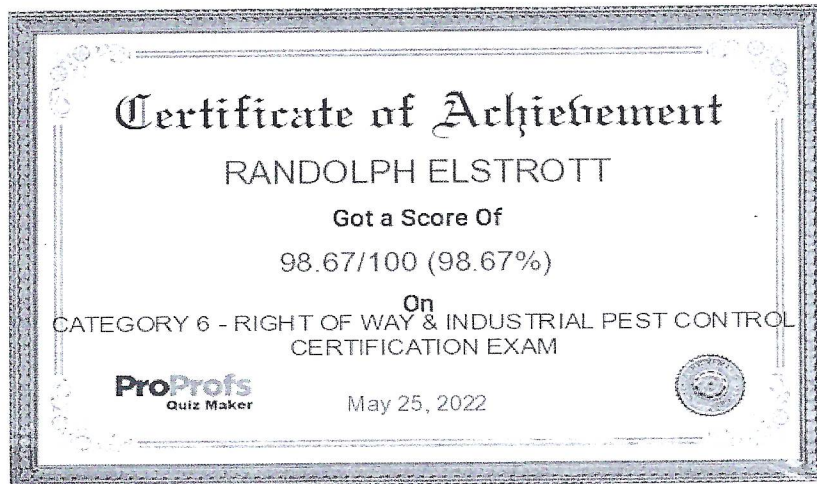 Certificate of Achievement
RANDOLPH ELSTROTT
Got a Score Of
98.67/100 (98.67%)
On
CATEGORY 6 - RIGHT OF WAY & INDUSTRIAL PEST CONTROL
CERTIFICATION EXAM
ProProfs
Quiz Maker
May 25, 2022